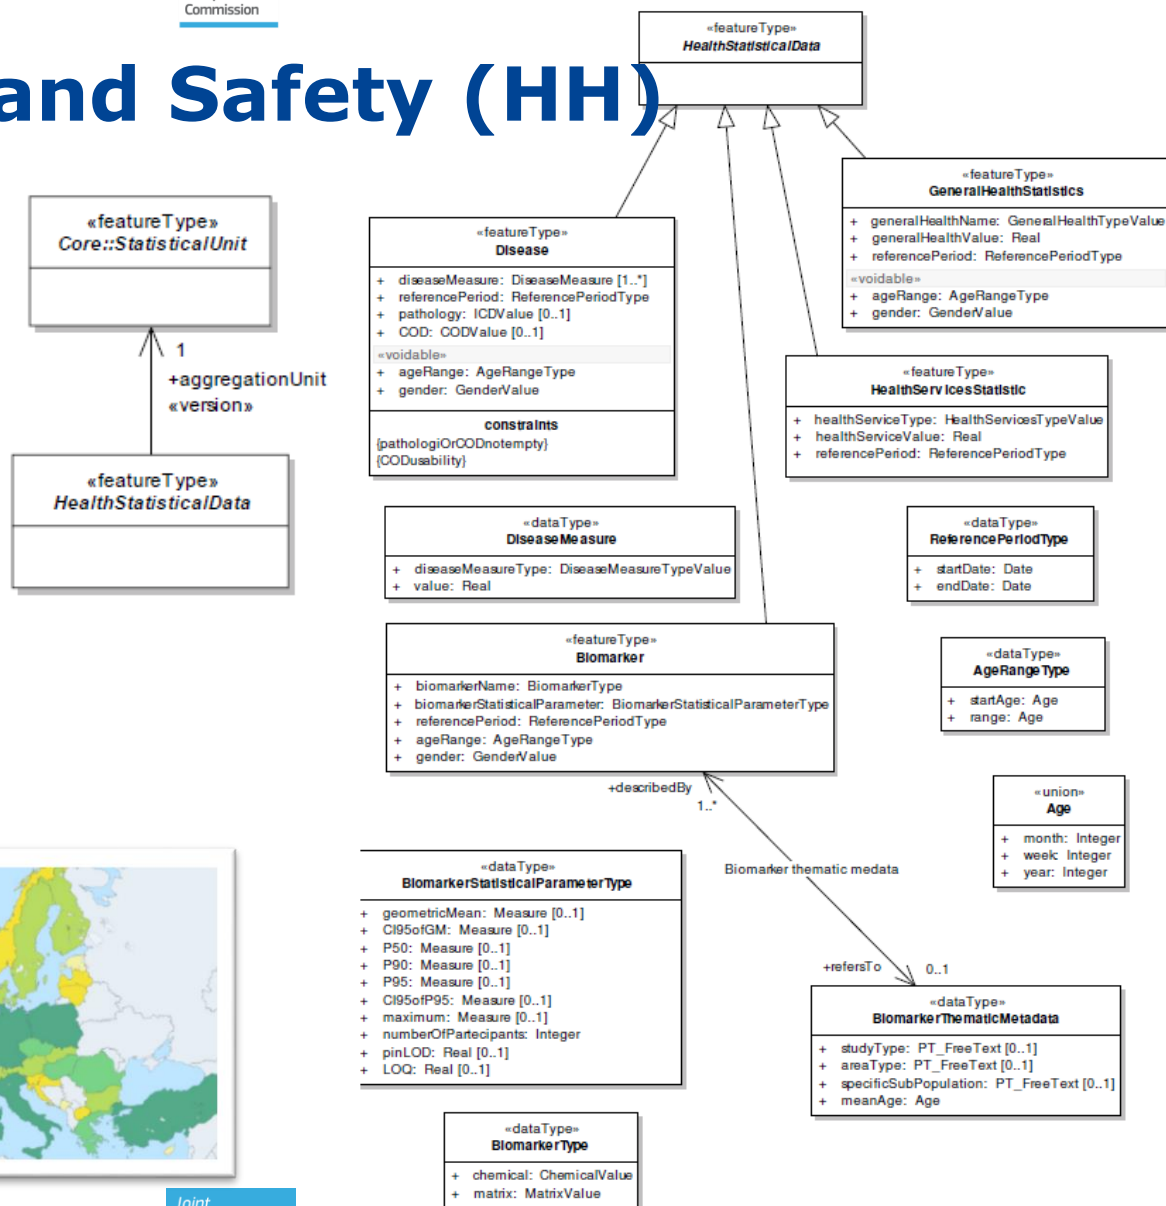 Commission
and Safety (HH)
«featureType»
HealthStatisticalData
«featureType»
Core::StatisticalUnit
1
+aggregationUnit
«version»
«featureType»
HealthStatisticalData
«featureType»
Disease
+ diseaseMeasure: DiseaseMeasure [1..*]
+ referencePeriod: ReferencePeriodType
+ pathology: ICDValue [0..1]
+ COD: CODValue [0..1]
«voidable»
+ ageRange: AgeRangeType
+ gender: GenderValue
constraints
{pathologiOrCODnotempty}
{CODusability}
«featureType»
GeneralHealthStatistics
+ generalHealthName: GeneralHealthTypeValue
+ generalHealthValue: Real
+ referencePeriod: ReferencePeriodType
«voidable»
+ ageRange: AgeRangeType
+ gender: GenderValue
«featureType»
HealthServicesStatistic
+ healthServiceType: HealthServicesTypeValue
+ healthServiceValue: Real
+ referencePeriod: ReferencePeriodType
«dataType»
DiseaseMeasure
+ diseaseMeasureType: DiseaseMeasureTypeValue
+ value: Real
«dataType»
ReferencePeriodType
+ startDate: Date
+ endDate: Date
«featureType»
Biomarker
+ biomarkerName: BiomarkerType
+ biomarkerStatisticalParameter: BiomarkerStatisticalParameterType
+ referencePeriod: ReferencePeriodType
+ ageRange: AgeRangeType
+ gender: GenderValue
«dataType»
AgeRangeType
+ startAge: Age
+ range: Age
+describedBy
1..*
«union»
Age
+ month: Integer
+ week: Integer
+ year: Integer
Biomarker thematic medata
«dataType»
BiomarkerStatisticalParameterType
+ geometricMean: Measure [0..1]
+ CI95ofGM: Measure [0..1]
+ P50: Measure [0..1]
+ P90: Measure [0..1]
+ P95: Measure [0..1]
+ CI95ofP95: Measure [0..1]
+ maximum: Measure [0..1]
+ numberOfPartecipants: Integer
+ pinLOD: Real [0..1]
+ LOQ: Real [0..1]
+refersTo
0..1
«dataType»
BiomarkerThematicMetadata
+ studyType: PT_FreeText [0..1]
+ areaType: PT_FreeText [0..1]
+ specificSubPopulation: PT_FreeText [0..1]
+ meanAge: Age
«dataType»
BiomarkerType
+ chemical: ChemicalValue
+ matrix: MatrixValue
Joint